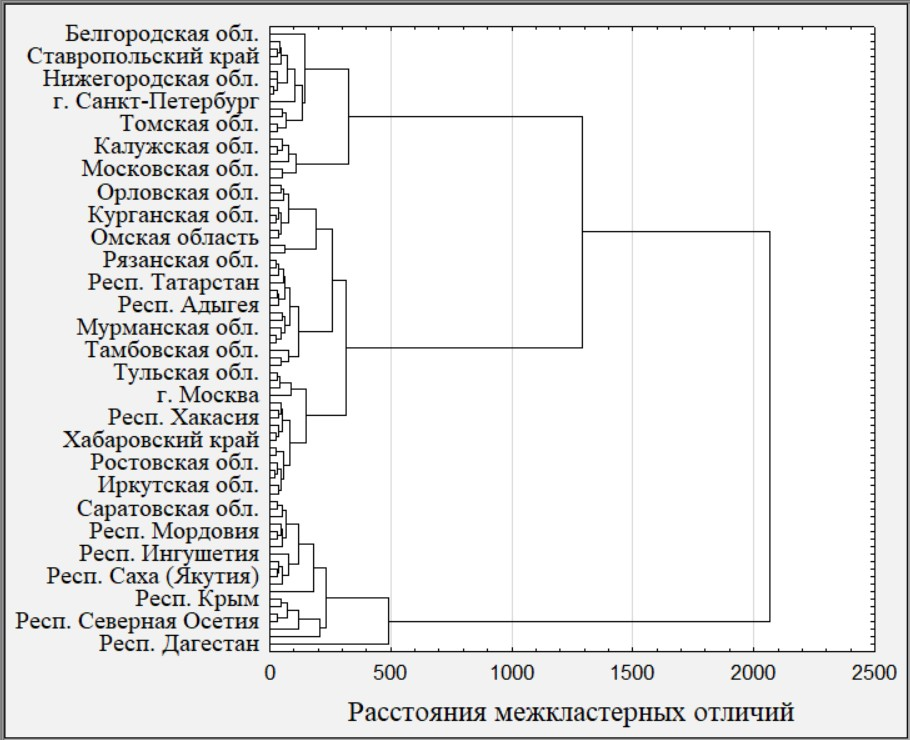 Белгородская обл.
Ставропольский край
Нижегородская обл.
г. Санкт-Петербург
Томская обл.
Калужская обл.
Московская обл.
Орловская обл.
Курганская обл.
Омская область
Рязанская обл.
Респ. Татарстан
Респ. Адыгея
Мурманская обл.
Тамбовская обл.
Тульская обл.
г. Москва
Респ. Хакасия
Хабаровский край
Ростовская обл.
Иркутская обл.
Саратовская обл.
Респ. Мордовия
Респ. Ингушетия
Респ. Саха (Якутия)
Респ. Крым
Респ. Северная Осетия
Респ. Дагестан
0 500 1000 1500 2000 2500
Расстояния межкластерных отличий